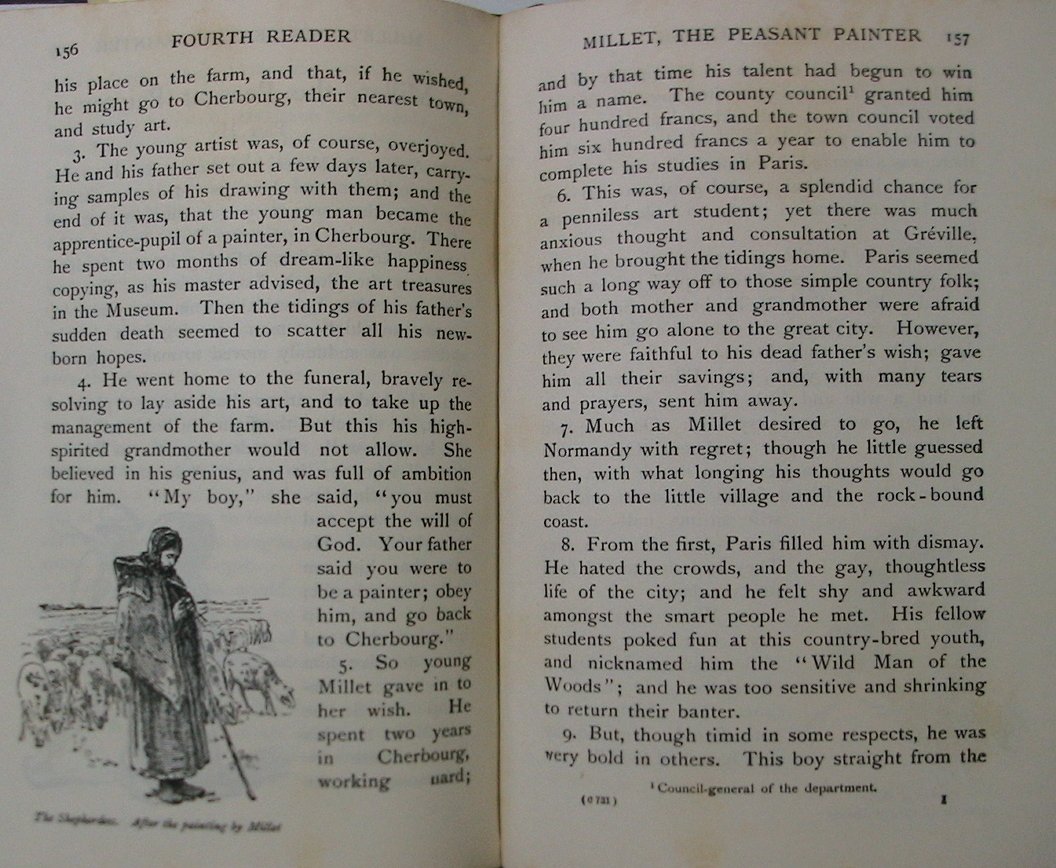 156 FOURTH READER
his place on the farm, and that, if he wished,
he might go to Cherbourg, their nearest town,
and study art.
3. The young artist was, of course, overjoyed.
He and his father set out a few days later, carry-
ing samples of his drawing with them; and the
end of it was, that the young man became the
apprentice-pupil of a painter, in Cherbourg. There
he spent two months of dream-like happiness
copying, as his master advised, the art treasures
in the Museum. Then the tidings of his father's
sudden death seemed to scatter all his new-
born hopes.
4. He went home to the funeral, bravely re-
solving to lay aside his art, and to take up the
management of the farm. But this his high-
spirited grandmother would not allow. She
believed in his genius, and was full of ambition
for him. "My boy," she said, "you must
accept the will of
God. Your father
said you were to
be a painter; obey
him, and go back
to Cherbourg."
5. So young
Millet gave in to
her wish. He
spent two years
in Cherbourg,
working hard;
The Shepherdess. After the painting by Millet
MILLET, THE PEASANT PAINTER 157
and by that time his talent had begun to win
him a name. The county council¹ granted him
four hundred francs, and the town council voted
him six hundred francs a year to enable him to
complete his studies in Paris.
6. This was, of course, a splendid chance for
a penniless art student; yet there was much
anxious thought and consultation at Gréville,
when he brought the tidings home. Paris seemed
such a long way off to those simple country folk;
and both mother and grandmother were afraid
to see him go alone to the great city. However,
they were faithful to his dead father's wish; gave
him all their savings; and, with many tears
and prayers, sent him away.
7. Much as Millet desired to go, he left
Normandy with regret; though he little guessed
then, with what longing his thoughts would go
back to the little village and the rock-bound
coast.
8. From the first, Paris filled him with dismay.
He hated the crowds, and the gay, thoughtless
life of the city; and he felt shy and awkward
amongst the smart people he met. His fellow
students poked fun at this country-bred youth,
and nicknamed him the "Wild Man of the
Woods"; and he was too sensitive and shrinking
to return their banter.
9. But, though timid in some respects, he was
very bold in others. This boy straight from the
¹ Council-general of the department.
(C 731) I